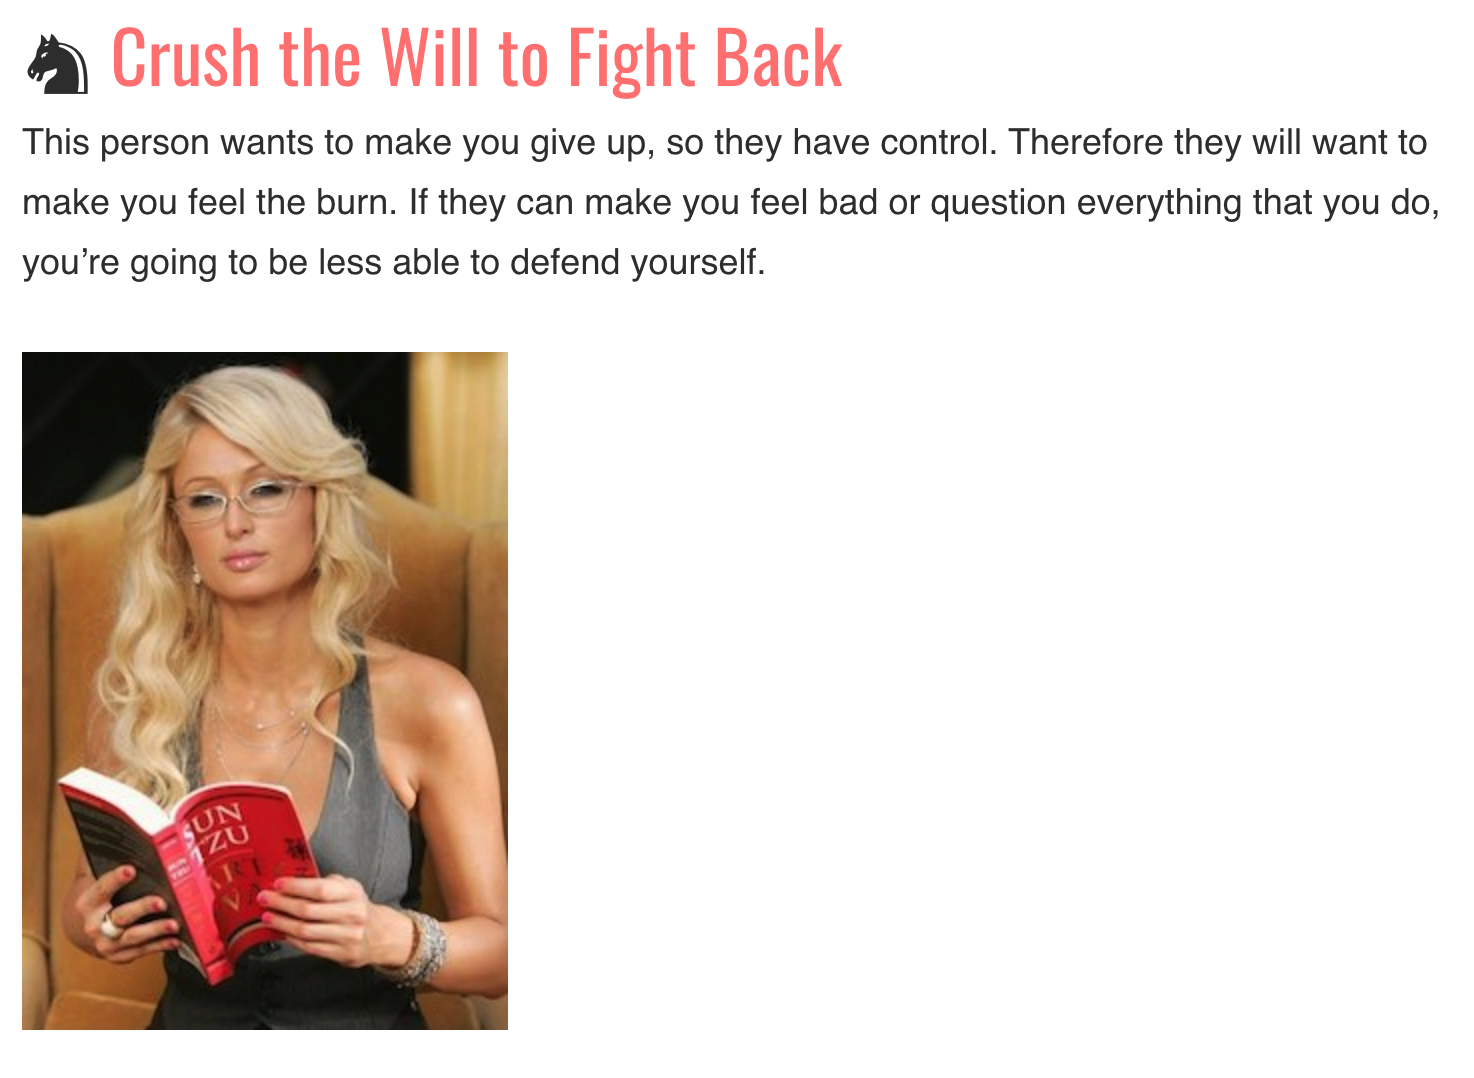 Crush the Will to Fight Back
This person wants to make you give up, so they have control. Therefore they will want to
make you feel the burn. If they can make you feel bad or question everything that you do,
you’re going to be less able to defend yourself.
SUN
TZU
ART